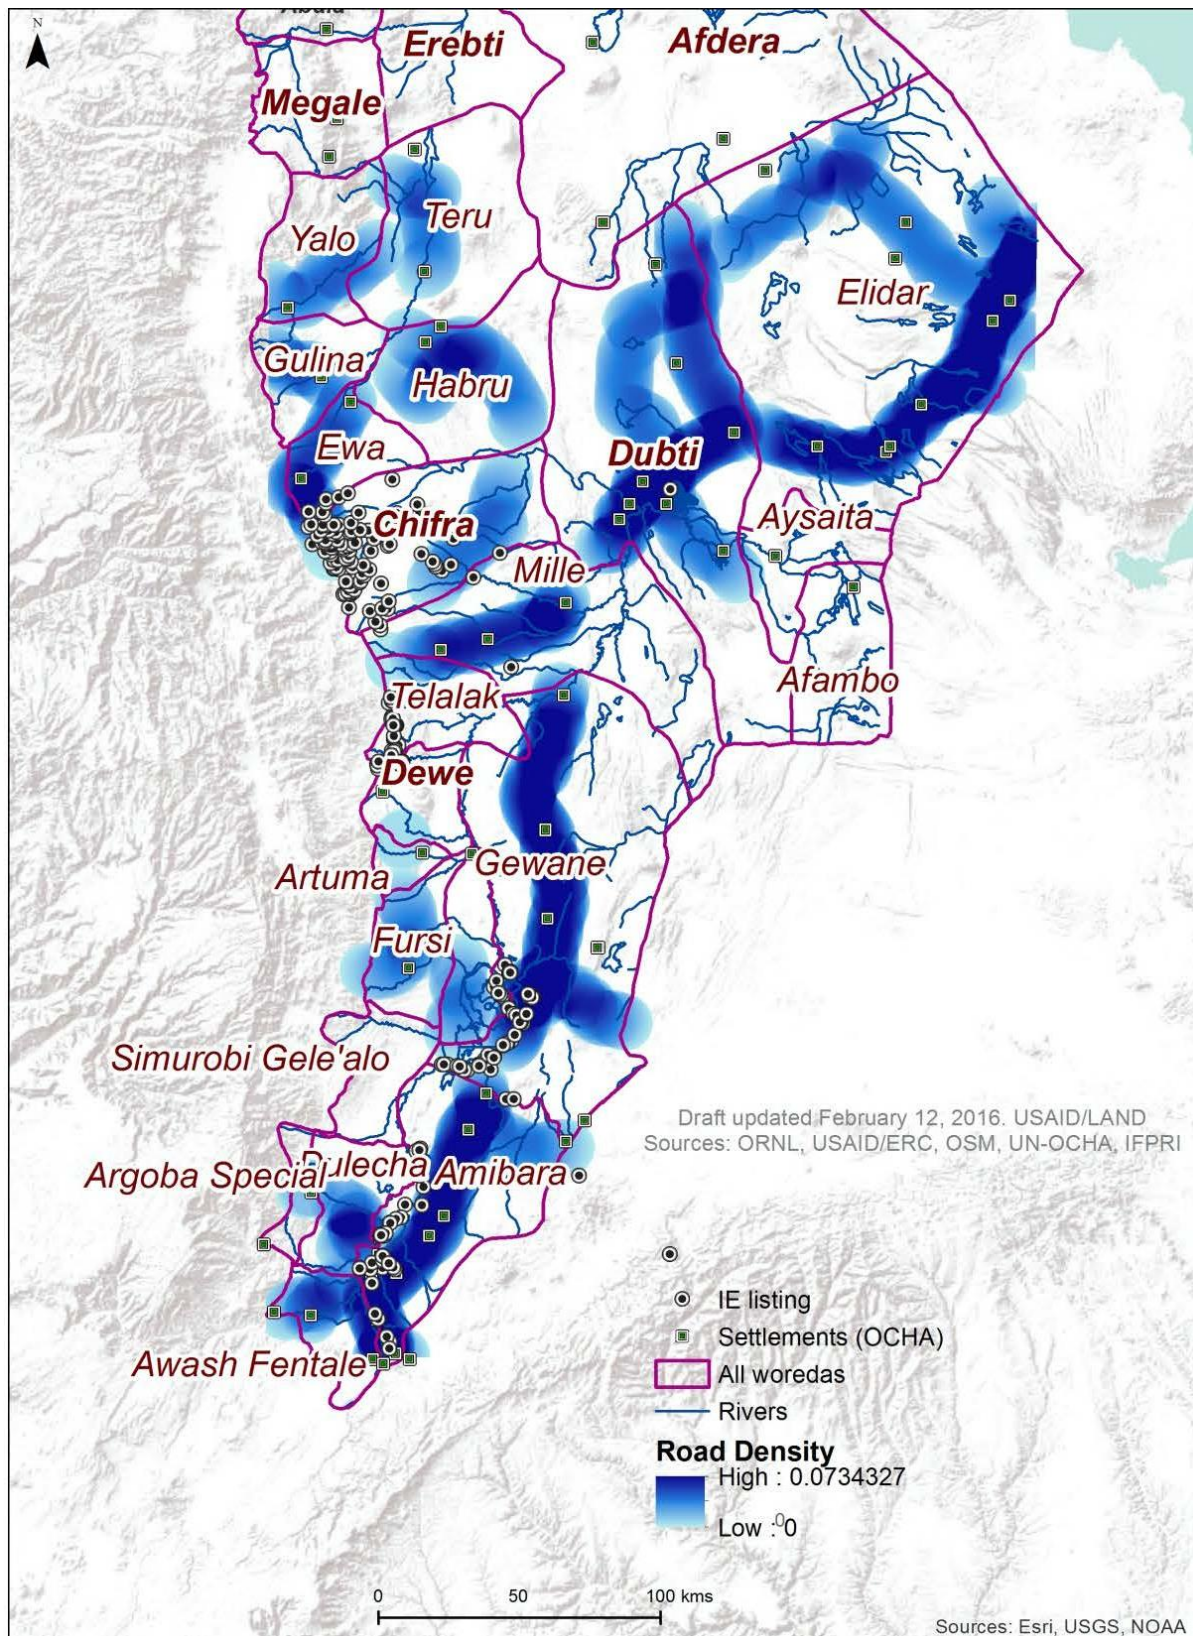 N
Erebti
Afdera
Megale
Teru
Yalo
Elidar
Gulina
Habru
Ewa
Dubti
Chifra
Aysaita
Mille
Telalak
Afambo
Dewe
Gewane
Artuma
Fursi
Simurobi Gele'alo
Draft updated February 12, 2016. USAID/LAND
Sources: ORNL, USAID/ERC, OSM, UN-OCHA, IFPRI
Argoba Special
Dulecha
Amibara
IE listing
Settlements (OCHA)
Awash Fentale
All woredas
Rivers
Road Density
High : 0.0734327
Low : 0
0
0 50 100 kms
Sources: Esri, USGS, NOAA